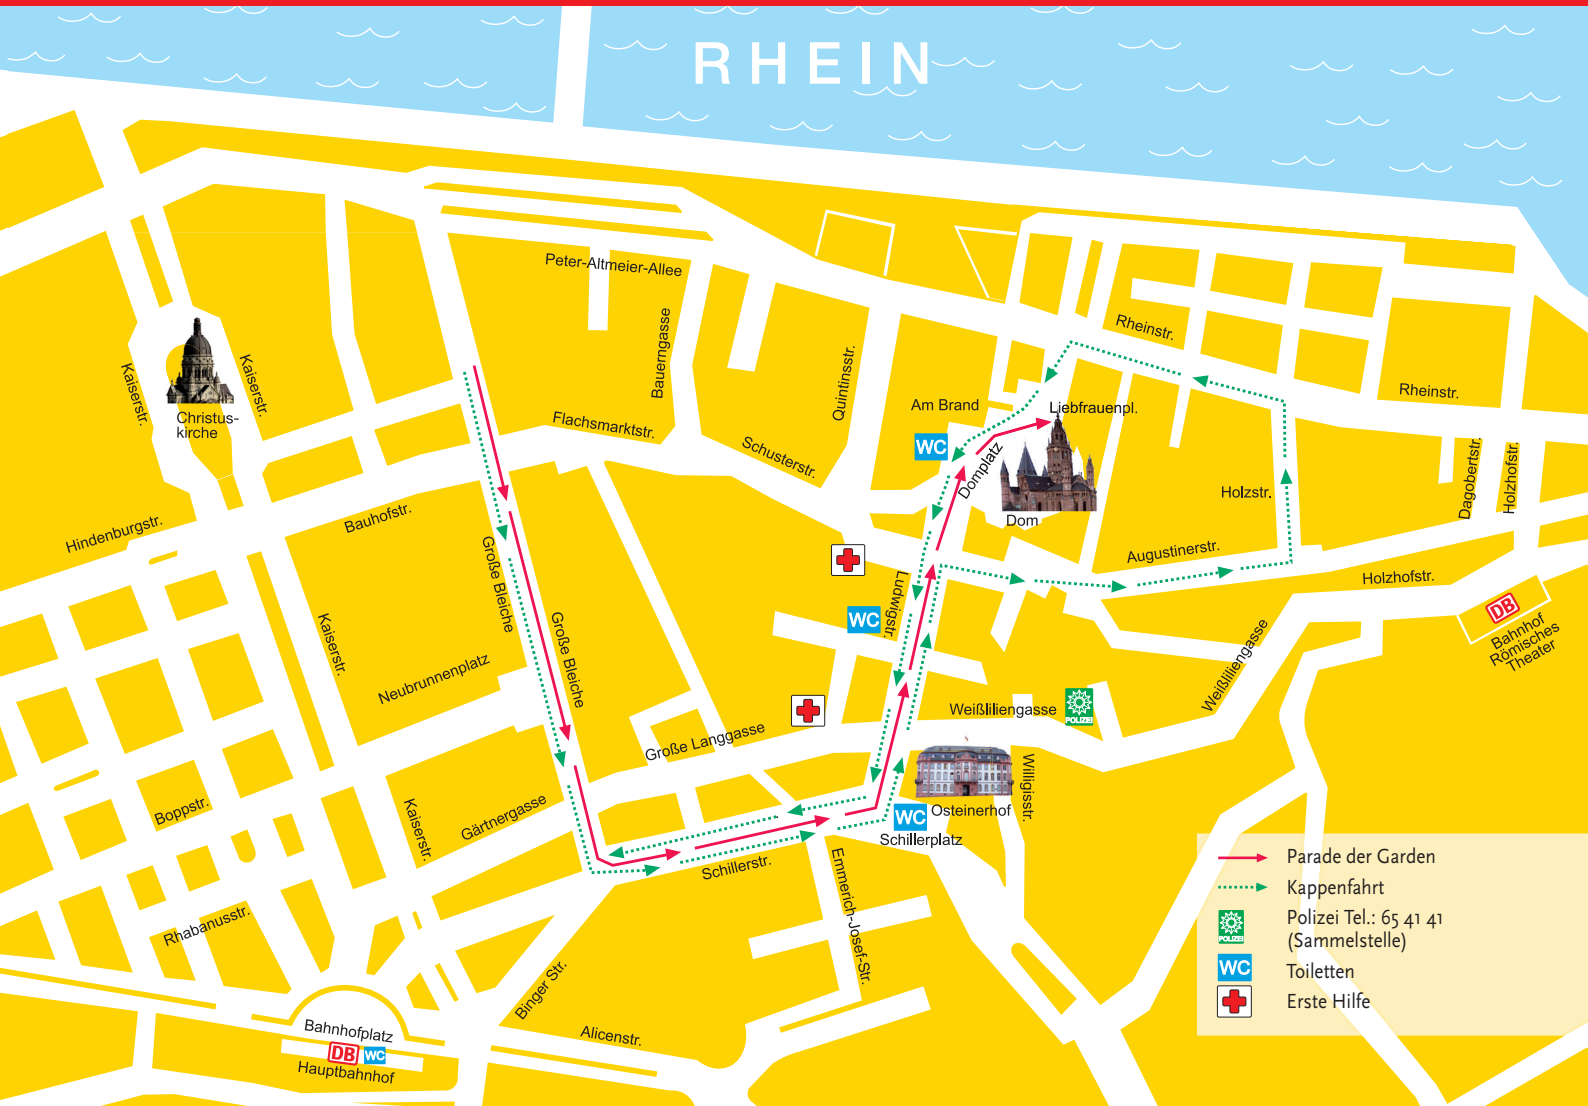 RHEIN
Peter-Altmeier-Allee
Bauerngasse
Rheinstr.
Kaiserstr.
Kaiserstr.
Christus-
kirche
Flachsmarktstr.
Schusterstr.
Quintinsstr.
Am Brand
WC
Liebfrauenpl.
Domplatz
Dom
Rheinstr.
Dagobertstr.
Holzhofstr.
Holzstr.
Hindenburgstr.
Bauhofstr.
Große Bleiche
Große Bleiche
Augustinerstr.
Holzhofstr.
DB
Bahnhof
Römisches
Theater
Ludwigstr.
WC
Kaiserstr.
Neubrunnenplatz
Weißliliengasse
Weißliliengasse
POLIZEI
Große Langgasse
Osteinerhof
Willigisstr.
WC
Schillerplatz
Boppstr.
Kaiserstr.
Gärtnergasse
Schillerstr.
Emmerich-Josef-Str.
Rhabanusstr.
Binger Str.
Alicenstr.
Bahnhofplatz
DB
WC
Hauptbahnhof
Parade der Garden
Kappenfahrt
POLIZEI
Polizei Tel.: 65 41 41
(Sammelstelle)
WC
Toiletten
Erste Hilfe